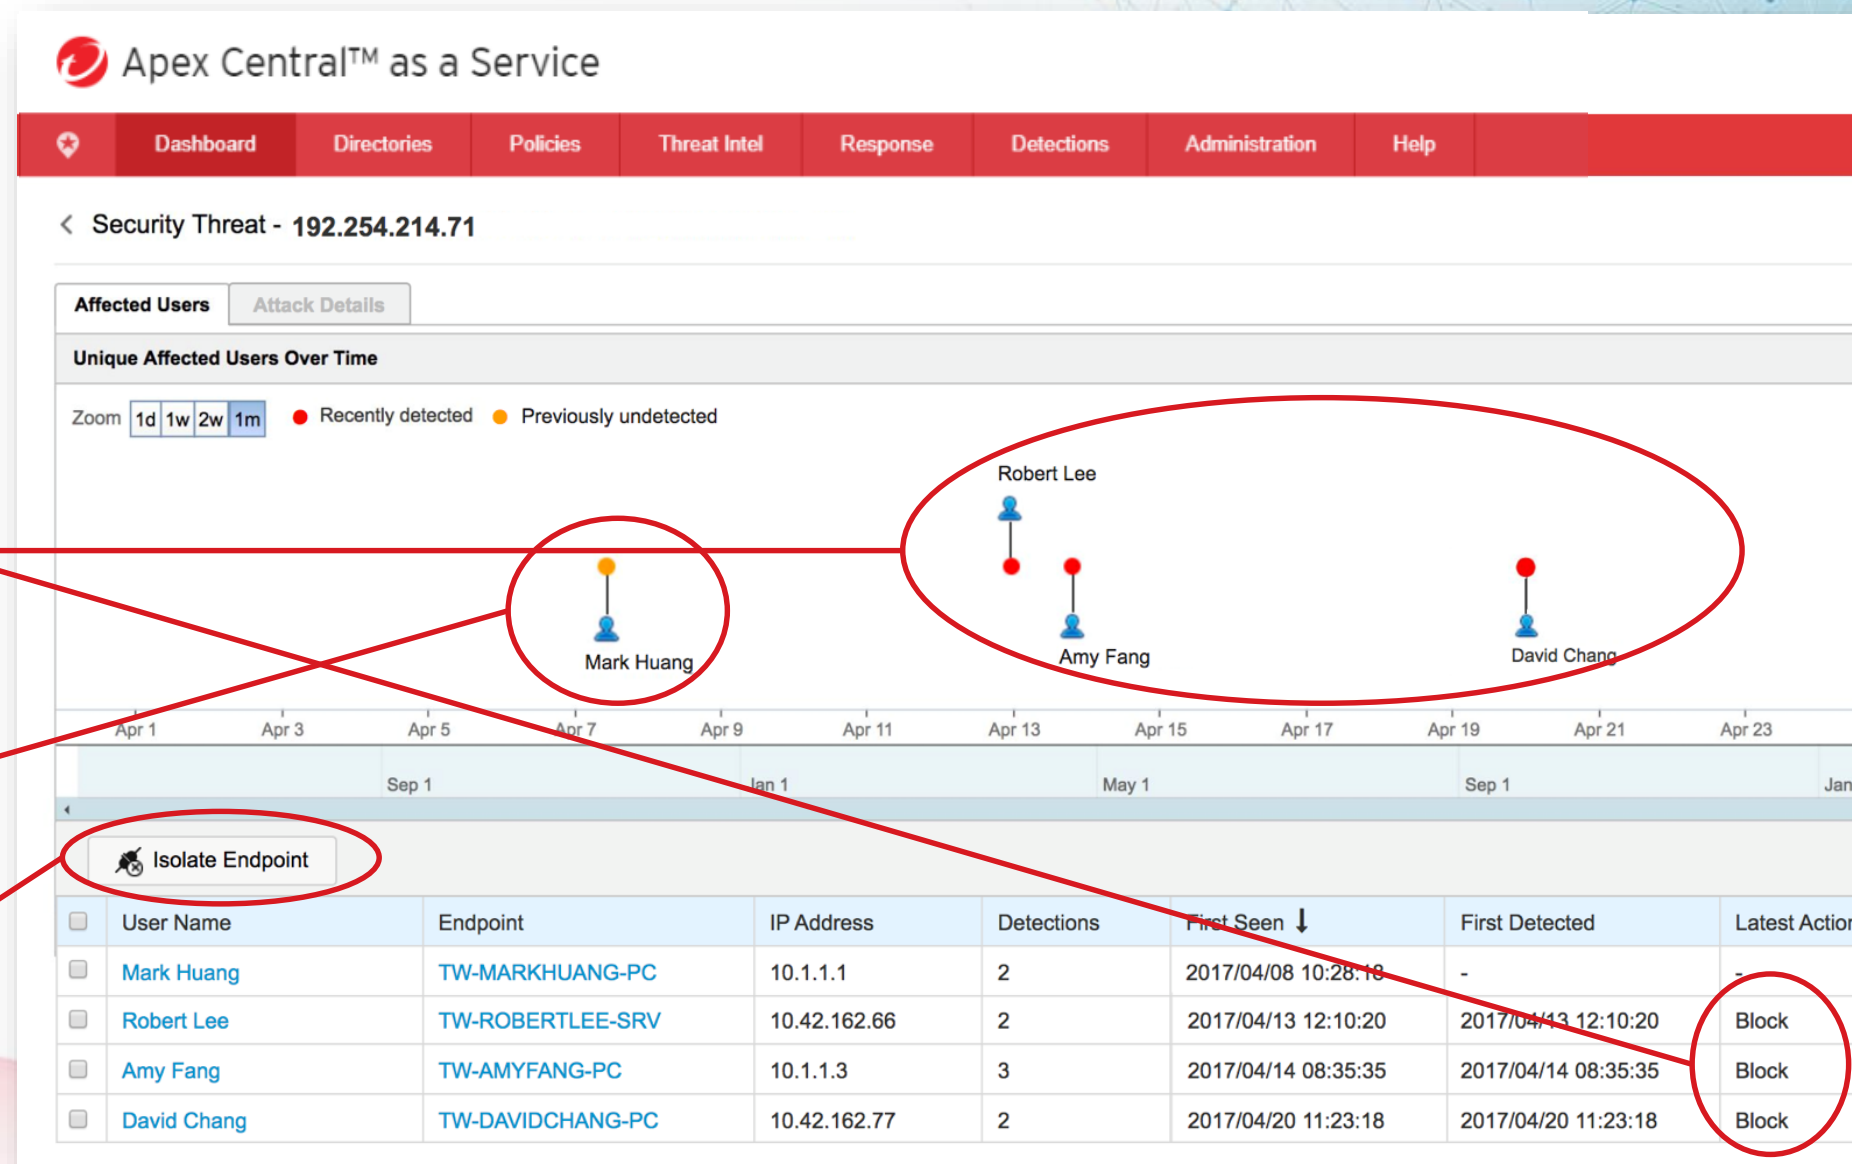 Apex Central™ as a Service
Dashboard Directories Policies Threat Intel Response Detections Administration Help
< Security Threat - 192.254.214.71
Affected Users Attack Details
Unique Affected Users Over Time
Zoom 1d 1w 2w 1m Recently detected Previously undetected
Robert Lee
Mark Huang Amy Fang David Chang
Apr 1 Apr 3 Apr 5 Apr 7 Apr 9 Apr 11 Apr 13 Apr 15 Apr 17 Apr 19 Apr 21 Apr 23
Sep 1 Jan 1 May 1 Sep 1 Jan
Isolate Endpoint
User Name Endpoint IP Address Detections First Seen First Detected Latest Action
Mark Huang TW-MARKHUANG-PC 10.1.1.1 2 2017/04/08 10:28:18 - -
Robert Lee TW-ROBERTLEE-SRV 10.42.162.66 2 2017/04/13 12:10:20 2017/04/13 12:10:20 Block
Amy Fang TW-AMYFANG-PC 10.1.1.3 3 2017/04/14 08:35:35 2017/04/14 08:35:35 Block
David Chang TW-DAVIDCHANG-PC 10.42.162.77 2 2017/04/20 11:23:18 2017/04/20 11:23:18 Block